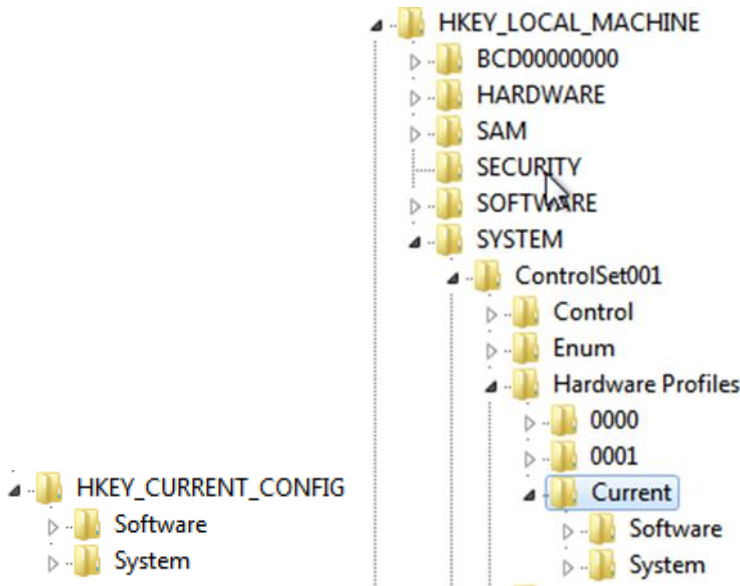 HKEY_LOCAL_MACHINE
BCD00000000
HARDWARE
SAM
SECURITY
SOFTWARE
SYSTEM
ControlSet001
Control
Enum
Hardware Profiles
0000
0001
Current
Software
System
HKEY_CURRENT_CONFIG
Software
System